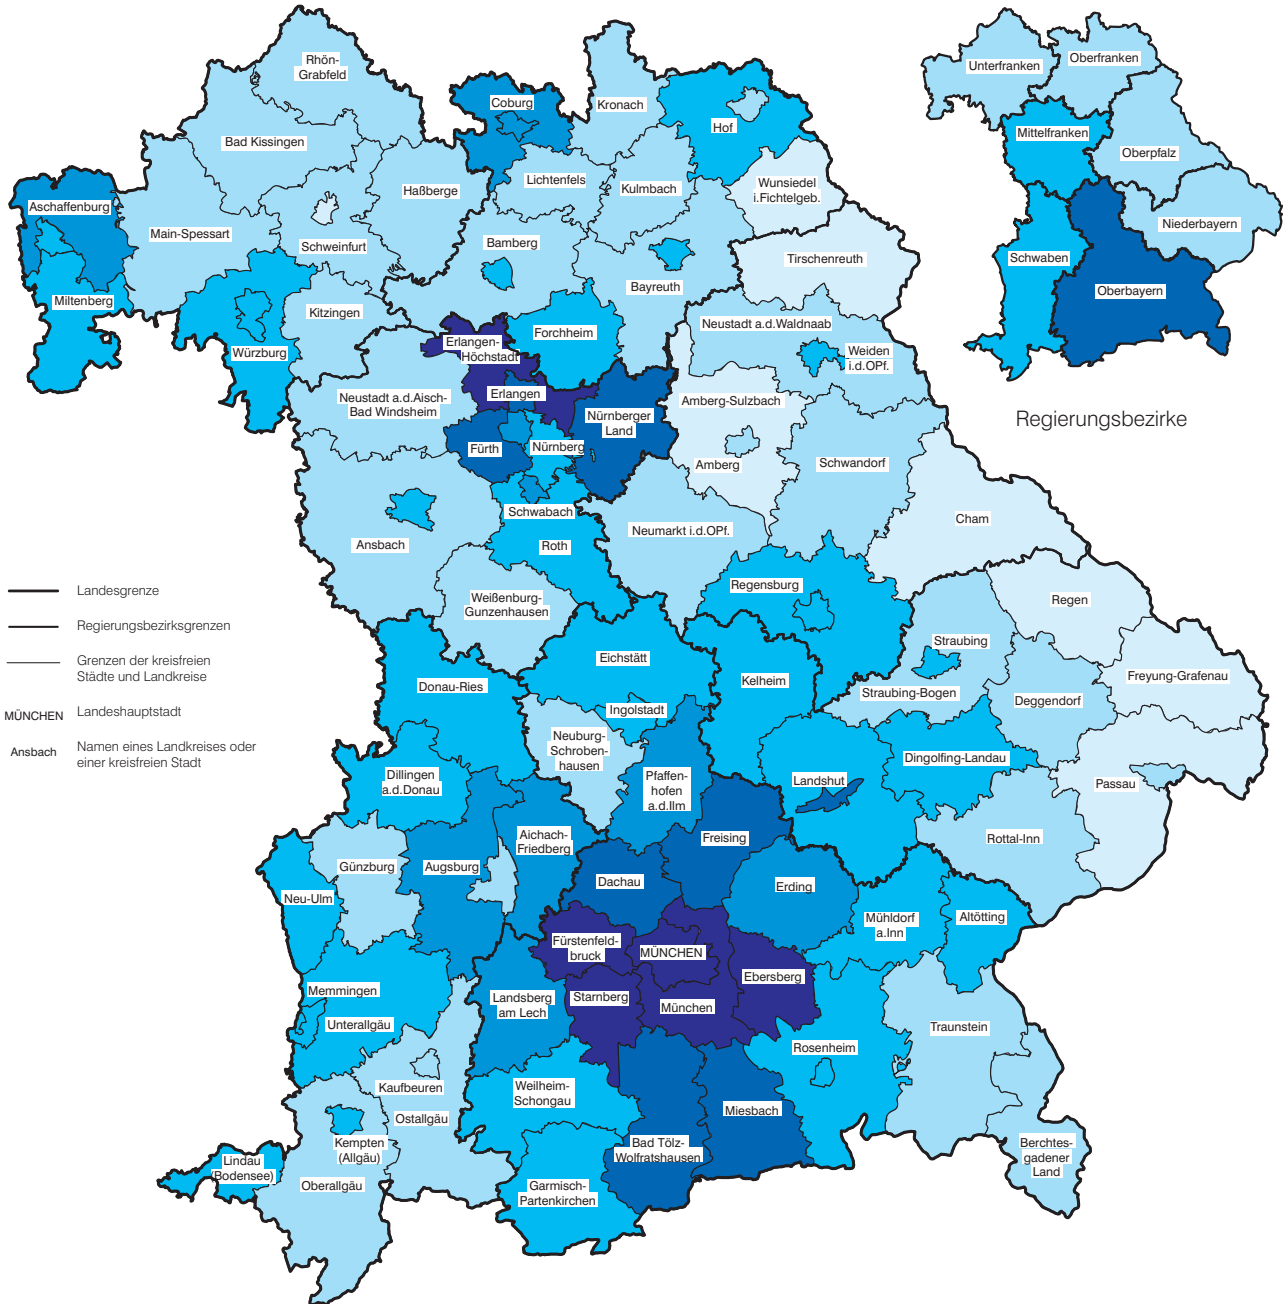 Rhön-
Grabfeld
Coburg
Kronach
Hof
Bad Kissingen
Lichtenfels
Kulmbach
Wunsiedel
i.Fichtelgeb.
Haßberge
Aschaffenburg
Main-Spessart
Schweinfurt
Bamberg
Tirschenreuth
Miltenberg
Kitzingen
Bayreuth
Würzburg
Erlangen-
Höchstadt
Forchheim
Neustadt a.d.Waldnaab
Weiden
i.d.OPf.
Neustadt a.d.Aisch-
Bad Windsheim
Erlangen
Nürnberger
Land
Amberg-Sulzbach
Fürth
Nürnberg
Amberg
Schwandorf
Schwabach
Cham
Ansbach
Roth
Neumarkt i.d.OPf.
Weißenburg-
Gunzenhausen
Regensburg
Regen
Straubing
Eichstätt
Donau-Ries
Kelheim
Freyung-Grafenau
Straubing-Bogen
Deggendorf
Ingolstadt
Neuburg-
Schroben-
hausen
Dingolfing-Landau
Dillingen
a.d.Donau
Pfaffen-
hofen
a.d.Ilm
Landshut
Passau
Aichach-
Friedberg
Freising
Rottal-Inn
Günzburg
Augsburg
Dachau
Erding
Neu-Ulm
Mühldorf
a.Inn
Altötting
Fürstenfeld-
bruck
MÜNCHEN
Ebersberg
Memmingen
Landsberg
am Lech
Starnberg
München
Unterallgäu
Traunstein
Rosenheim
Kaufbeuren
Weilheim-
Schongau
Ostallgäu
Miesbach
Kempten
(Allgäu)
Bad Tölz-
Wolfratshausen
Berchtes-
gadener
Land
Lindau
(Bodensee)
Oberallgäu
Garmisch-
Partenkirchen
Unterfranken
Oberfranken
Mittelfranken
Oberpfalz
Niederbayern
Schwaben
Oberbayern
Regierungsbezirke
Landesgrenze
Regierungsbezirksgrenzen
Grenzen der kreisfreien
Städte und Landkreise
MÜNCHEN Landeshauptstadt
Ansbach Namen eines Landkreises oder
einer kreisfreien Stadt